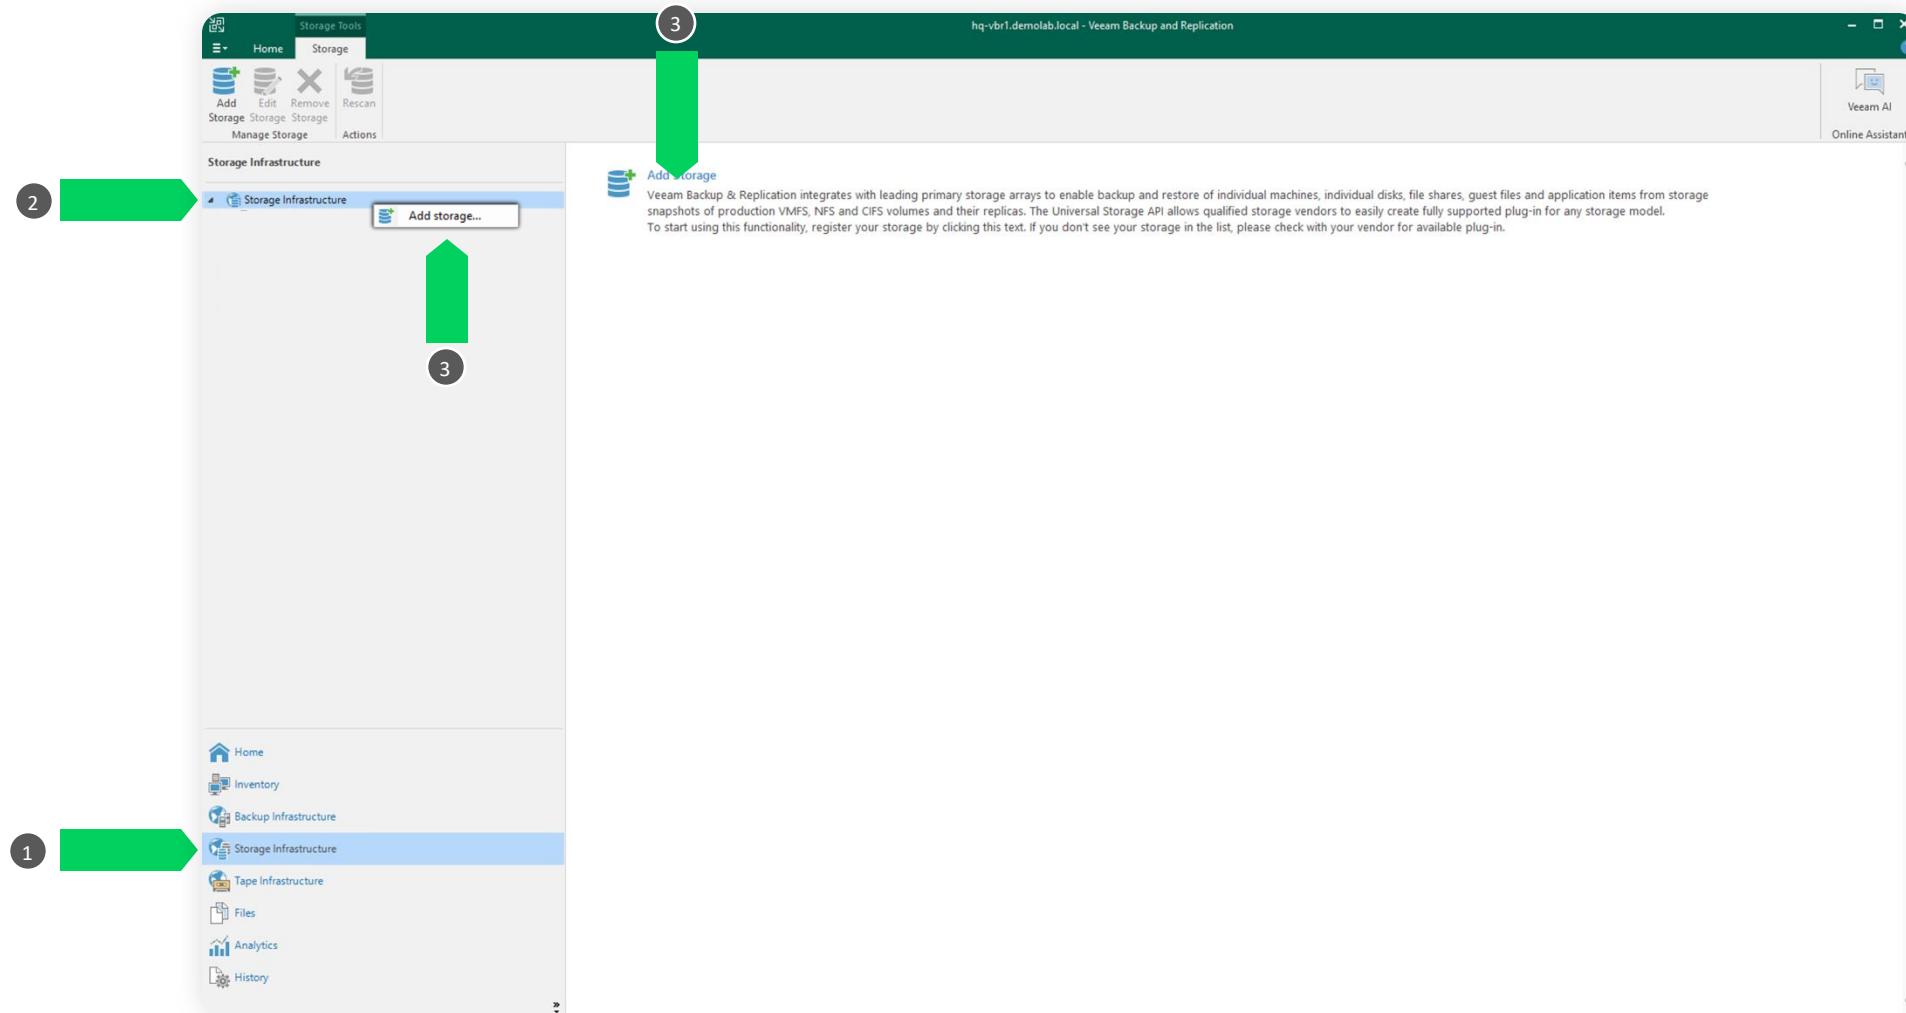 3
Storage Tools
hq-vbr1.demolab.local - Veeam Backup and Replication
Home Storage
Add Storage
Edit Storage
Remove Storage
Rescan
Manage Storage
Actions
Veeam AI
Online Assistant
Storage Infrastructure
2
Storage Infrastructure
Add storage...
3
Add Storage
Veeam Backup & Replication integrates with leading primary storage arrays to enable backup and restore of individual machines, individual disks, file shares, guest files and application items from storage
snapshots of production VMFS, NFS and CIFS volumes and their replicas. The Universal Storage API allows qualified storage vendors to easily create fully supported plug-in for any storage model.
To start using this functionality, register your storage by clicking this text. If you don't see your storage in the list, please check with your vendor for available plug-in.
Home
Inventory
Backup Infrastructure
1
Storage Infrastructure
Tape Infrastructure
Files
Analytics
History